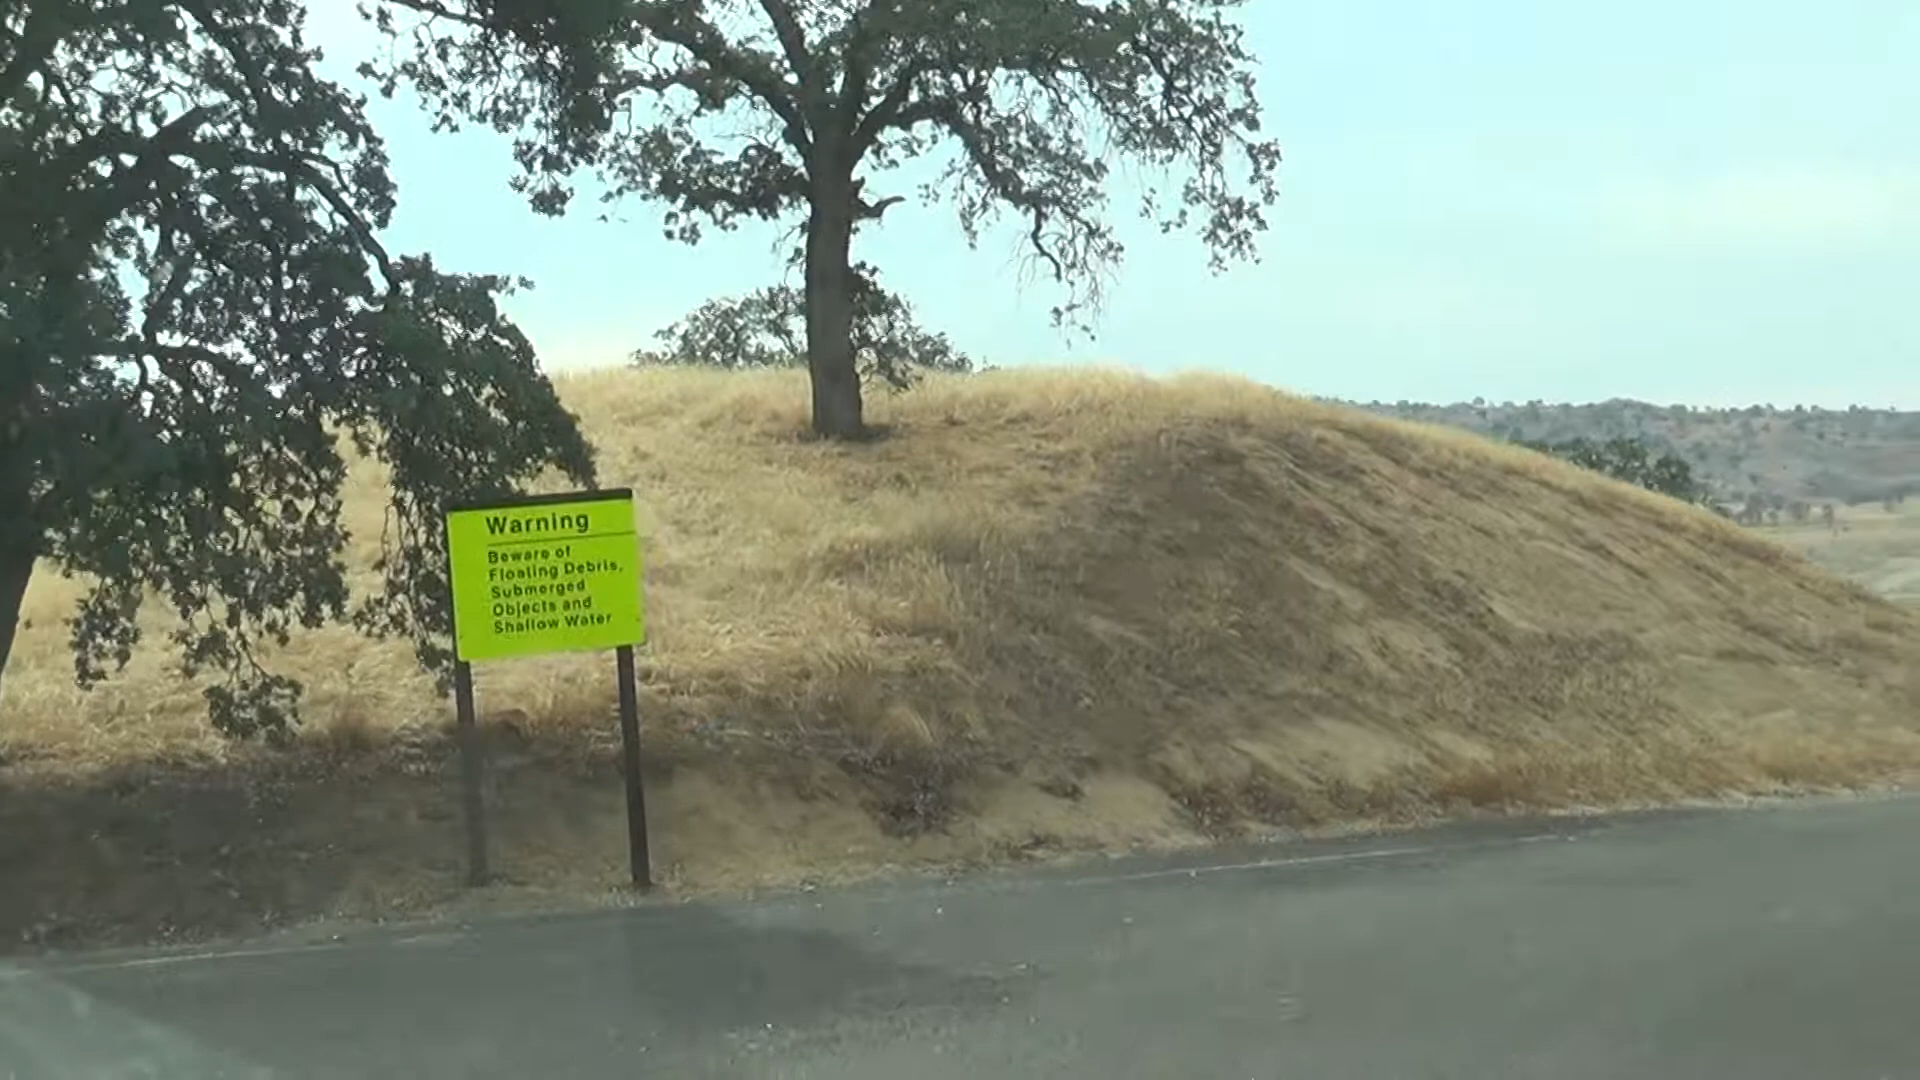 Warning
Beware of
Floating Debris,
Submerged
Objects and
Shallow Water